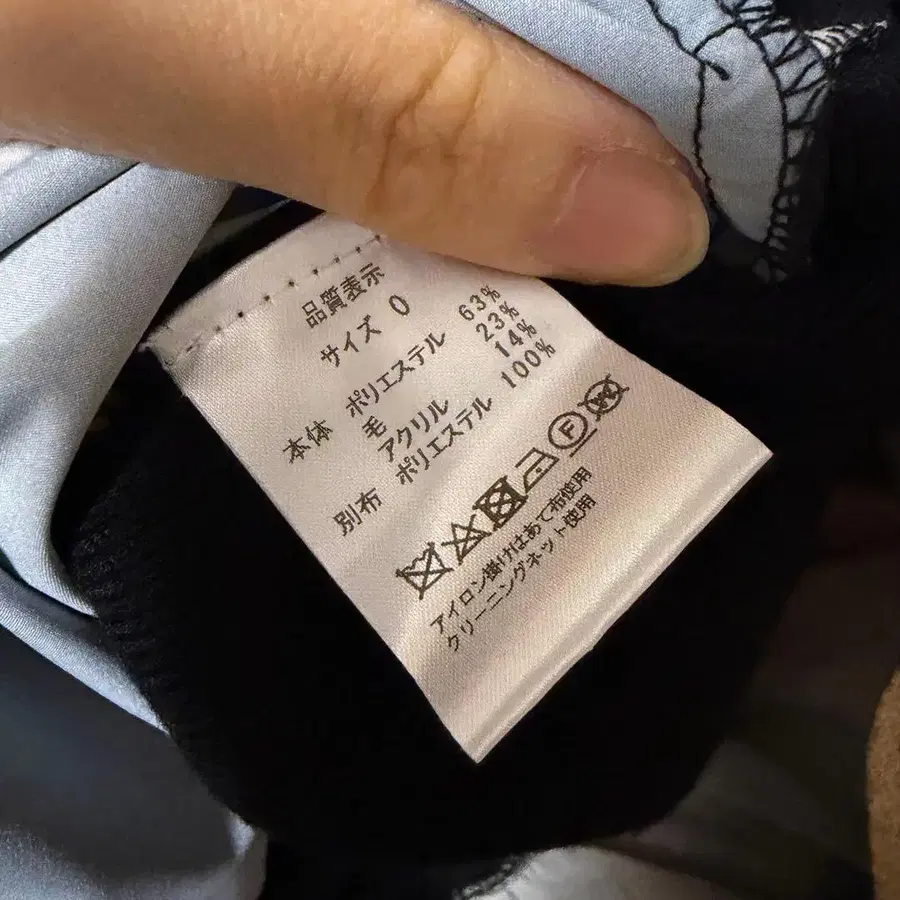 品質表示
サイズ 0
本体 ポリエステル 63%
毛 23%
アクリル 14%
別布 ポリエステル 100%
F W
アイロン掛けはあて布使用
クリーニングネット使用